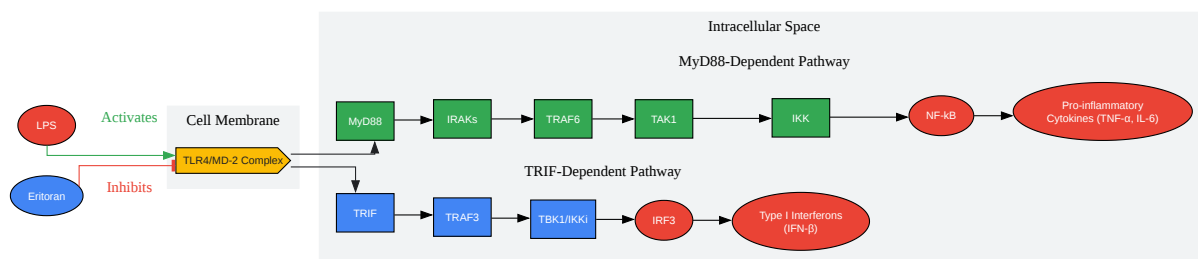 Intracellular Space
MyD88-Dependent Pathway
LPS
Activates
Cell Membrane
MyD88
IRAKs
TRAF6
TAK1
IKK
NF-kB
Pro-inflammatory
Cytokines (TNF-α, IL-6)
TLR4/MD-2 Complex
Eritoran
Inhibits
TRIF-Dependent Pathway
TRIF
TRAF3
TBK1/IKKi
IRF3
Type I Interferons
(IFN-β)